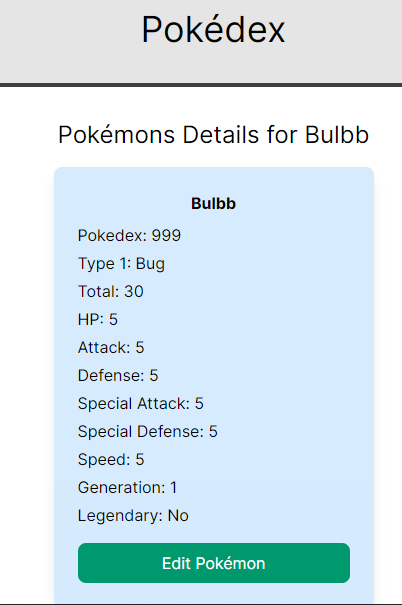 Pokédex
Pokémons Details for Bulbb
Bulbb
Pokedex: 999
Type 1: Bug
Total: 30
HP: 5
Attack: 5
Defense: 5
Special Attack: 5
Special Defense: 5
Speed: 5
Generation: 1
Legendary: No
Edit Pokémon